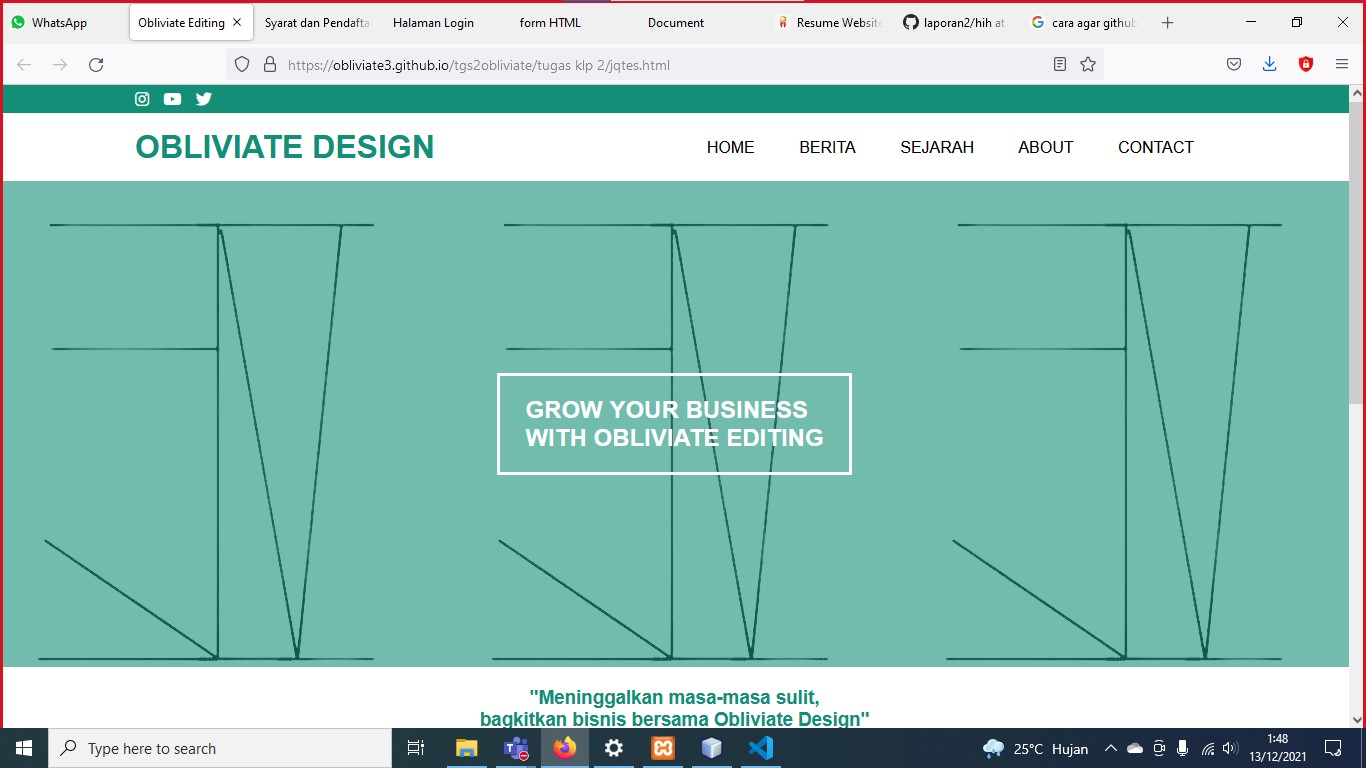 WhatsApp
Obliviate Editing
Syarat dan Pendafta
Halaman Login
form HTML
Document
Resume Website
laporan2/hih at
cara agar github
https://obliviate3.github.io/tgs2obliviate/tugas klp 2/jqtes.html
OBLIVIATE DESIGN
HOME
BERITA
SEJARAH
ABOUT
CONTACT
GROW YOUR BUSINESS
WITH OBLIVIATE EDITING
"Meninggalkan masa-masa sulit,
bagkitkan bisnis bersama Obliviate Design"
Type here to search
25°C Hujan
1:48
13/12/2021